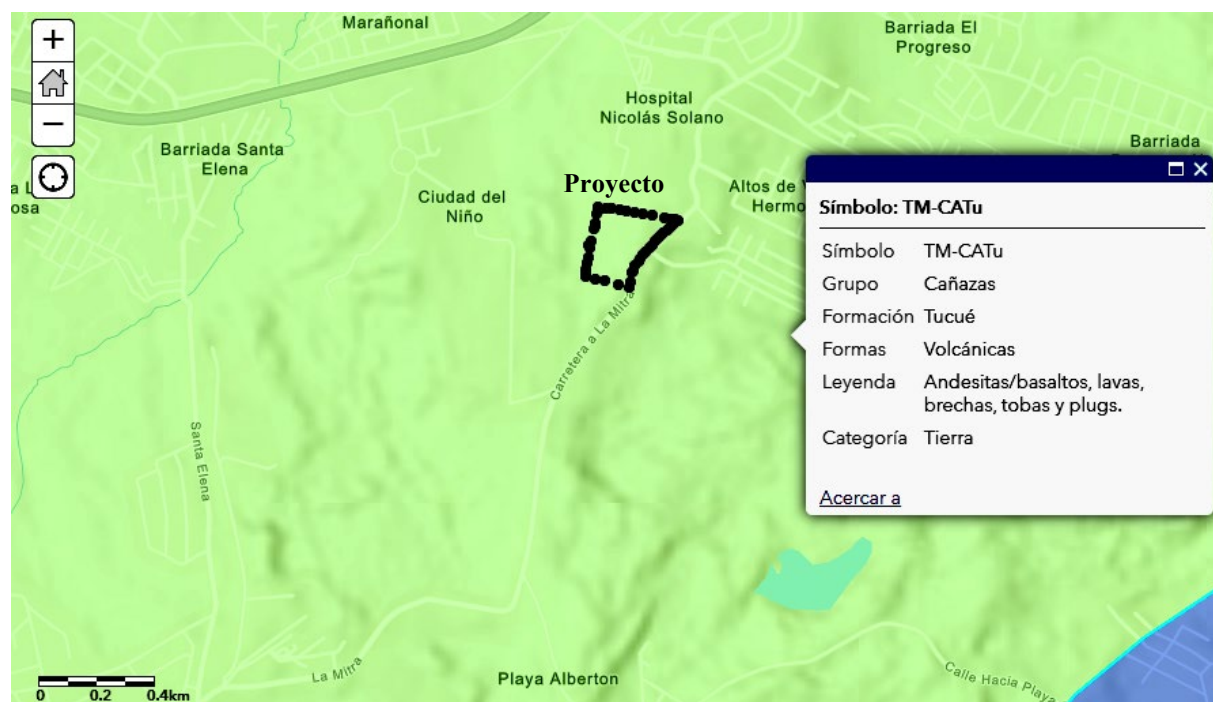 +
−
Marañonal
Barriada El
Progreso
Hospital
Nicolás Solano
Barriada Santa
Elena
Barriada
osa
Ciudad del
Niño
Proyecto
Altos de
Hermo
Carretera a La Mitra
Santa Elena
La Mitra
Playa Alberton
Calle Hacia Playa
0 0.2 0.4km
Símbolo: TM-CATu
Símbolo TM-CATu
Grupo Cañazas
Formación Tucué
Formas Volcánicas
Leyenda Andesitas/basaltos, lavas,
brechas, tobas y plugs.
Categoría Tierra
Acercar a